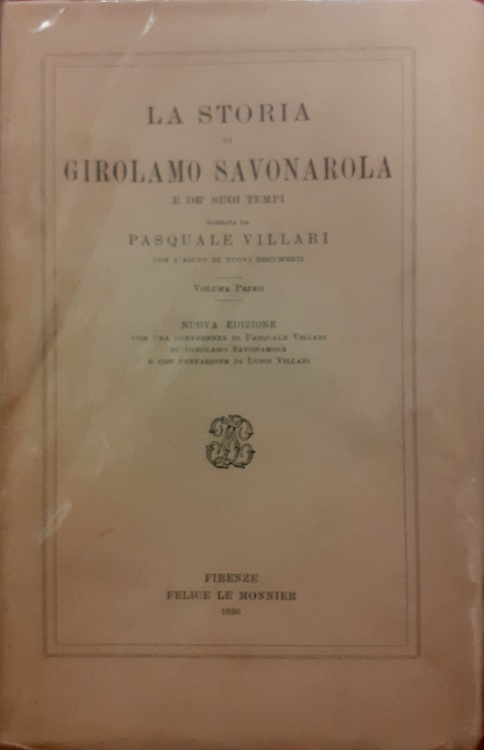 LA STORIA
DI
GIROLAMO SAVONAROLA
E DE' SUOI TEMPI
NARRATA DA
PASQUALE VILLARI
CON L'AIUTO DI NUOVI DOCUMENTI
VOLUME PRIMO
NUOVA EDIZIONE
CON UNA CONFERENZA DI PASQUALE VILLARI
SU GIROLAMO SAVONAROLA
E CON PREFAZIONE DI LUIGI VILLARI
FIRENZE
FELICE LE MONNIER
1930